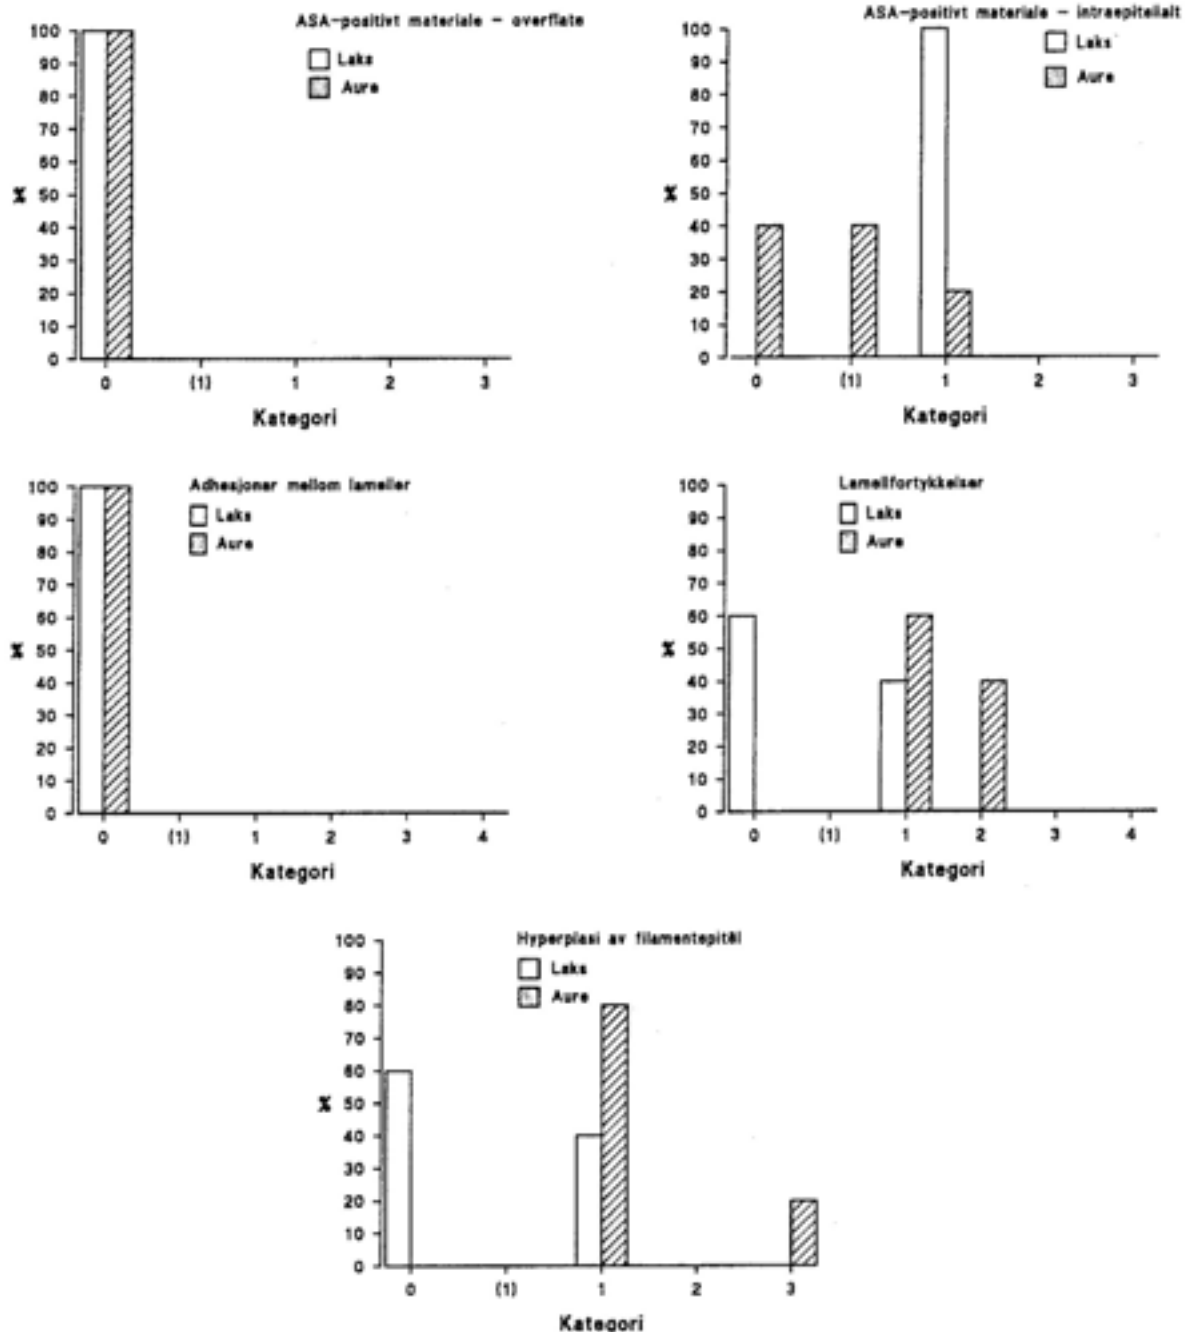 ASA-positivt materiale - overflate
Laks
Aure
100
90
80
70
60
50
40
30
20
10
0
%
0 (1) 1 2 3
Kategori
ASA-positivt materiale - intraepitelialt
Laks
Aure
100
90
80
70
60
50
40
30
20
10
0
%
0 (1) 1 2 3
Kategori
Adhesjoner mellom lameller
Laks
Aure
100
90
80
70
60
50
40
30
20
10
0
%
0 (1) 1 2 3 4
Kategori
Lamellfortykkelser
Laks
Aure
100
90
80
70
60
50
40
30
20
10
0
%
0 (1) 1 2 3 4
Kategori
Hyperplasi av filamentepitél
Laks
Aure
100
90
80
70
60
50
40
30
20
10
0
%
0 (1) 1 2 3
Kategori